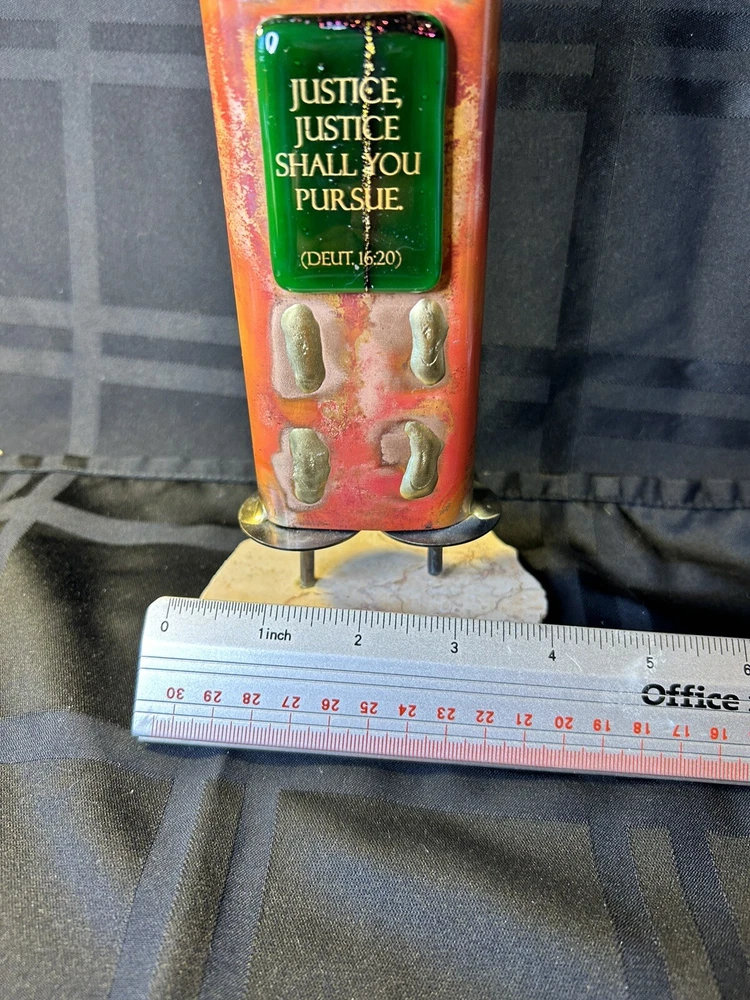 JUSTICE,
JUSTICE
SHALL YOU
PURSUE.
(DEUT. 16:20)
0 1inch 2 3 4 5 6
Office
30 29 28 27 26 25 24 23 22 21 20 19 18 17 16